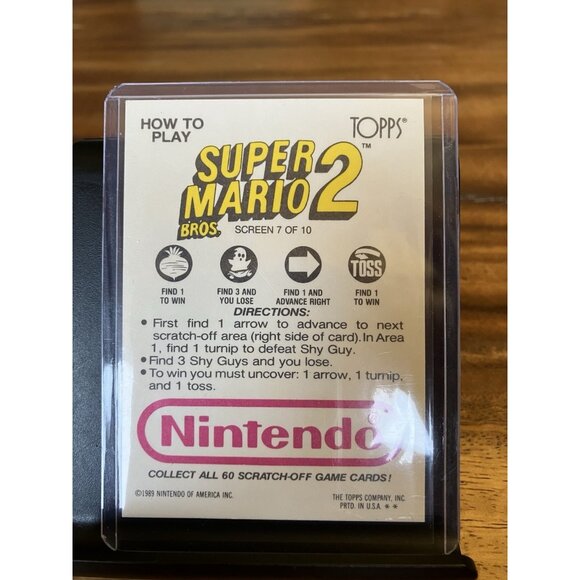 HOW TO
PLAY
TOPPS®
SUPER
MARIO 2™
BROS.
SCREEN 7 OF 10
TOSS
FIND 1
TO WIN
FIND 3 AND
YOU LOSE
FIND 1 AND
ADVANCE RIGHT
FIND 1
TO WIN
DIRECTIONS:
• First find 1 arrow to advance to next
scratch-off area (right side of card). In Area
1, find 1 turnip to defeat Shy Guy.
• Find 3 Shy Guys and you lose.
• To win you must uncover: 1 arrow, 1 turnip,
and 1 toss.
Nintendo®
COLLECT ALL 60 SCRATCH-OFF GAME CARDS!
©1989 NINTENDO OF AMERICA INC.
THE TOPPS COMPANY, INC.
PRTD. IN U.S.A. * *